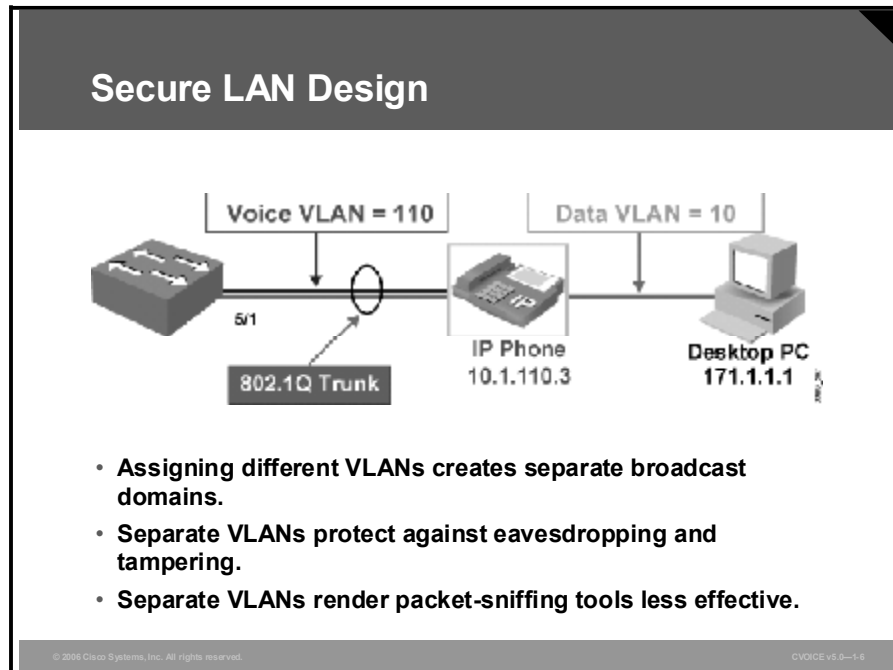 Secure LAN Design
Voice VLAN = 110
Data VLAN = 10
5/1
IP
802.1Q Trunk
IP Phone
10.1.110.3
Desktop PC
171.1.1.1
• Assigning different VLANs creates separate broadcast
domains.
• Separate VLANs protect against eavesdropping and
tampering.
• Separate VLANs render packet-sniffing tools less effective.
© 2006 Cisco Systems, Inc. All rights reserved.
CVOICE v5.0—1-6